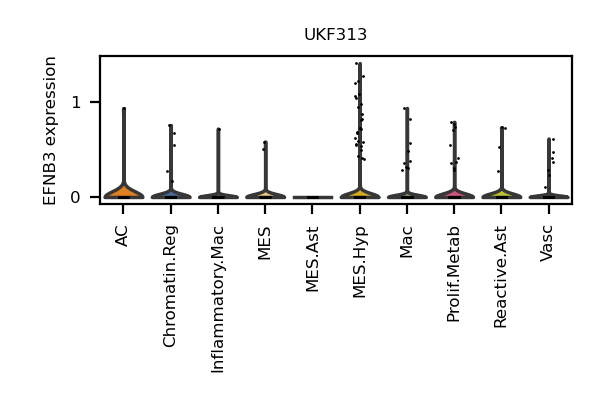 UKF313
EFNB3 expression
1
0
AC
Chromatin.Reg
Inflammatory.Mac
MES
MES.Ast
MES.Hyp
Mac
Prolif.Metab
Reactive.Ast
Vasc